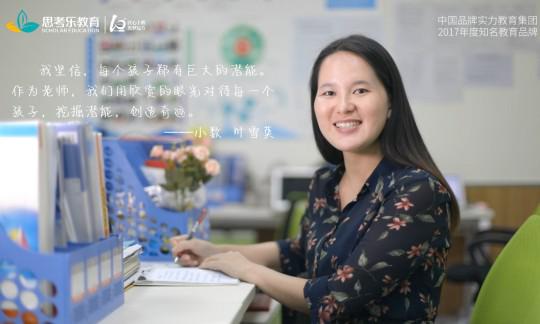 思考乐教育
SCHOLAR EDUCATION
中国品牌实力教育集团
2017年度知名教育品牌
我坚信，每个孩子都有巨大的潜能。
作为老师，我们用欣赏的眼光对待每一个
孩子，挖掘潜能，创造奇迹。
——小数 叶雪英